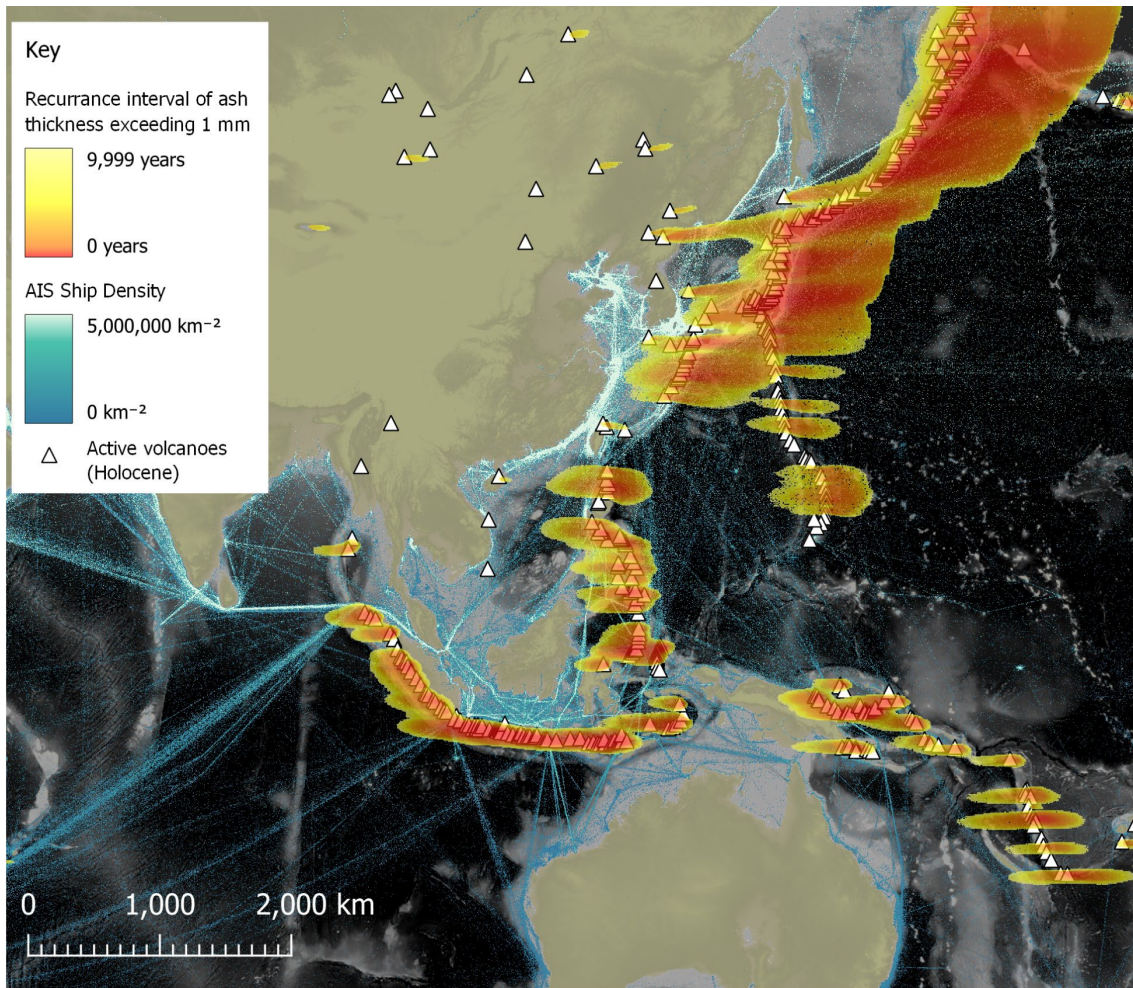 Key
Recurrance interval of ash
thickness exceeding 1 mm
9,999 years
0 years
AIS Ship Density
5,000,000 km⁻²
0 km⁻²
Active volcanoes
(Holocene)
0 1,000 2,000 km